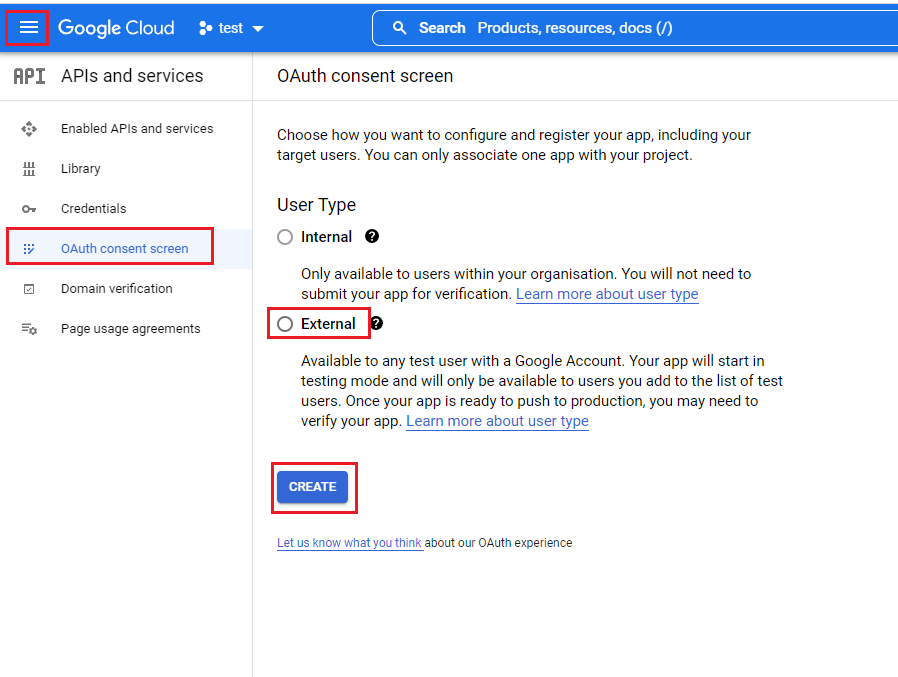 Google Cloud
test
Search Products, resources, docs (/)
API APIs and services
OAuth consent screen
Enabled APIs and services
Library
Credentials
OAuth consent screen
Domain verification
Page usage agreements
Choose how you want to configure and register your app, including your
target users. You can only associate one app with your project.
User Type
Internal ?
Only available to users within your organisation. You will not need to
submit your app for verification. Learn more about user type
External ?
Available to any test user with a Google Account. Your app will start in
testing mode and will only be available to users you add to the list of test
users. Once your app is ready to push to production, you may need to
verify your app. Learn more about user type
CREATE
Let us know what you think about our OAuth experience